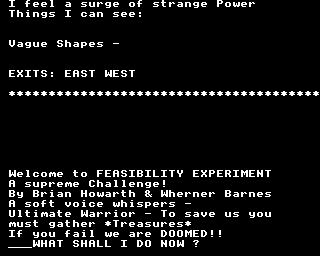 I feel a surge of strange Power
Things I can see:
Vague Shapes -
EXITS: EAST WEST
****************************************
Welcome to FEASIBILITY EXPERIMENT
A supreme Challenge!
By Brian Howarth & Wherner Barnes
A soft voice whispers -
Ultimate Warrior - To save us you
must gather *Treasures*
If you fail we are DOOMED!!
___WHAT SHALL I DO NOW ?